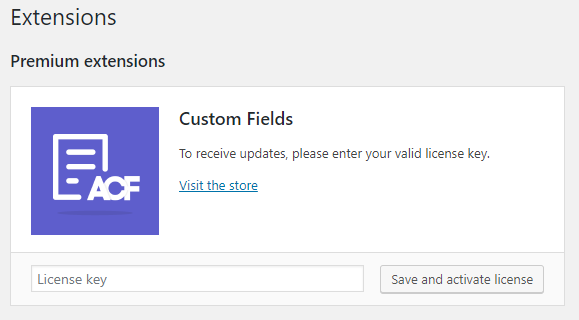 Extensions
Premium extensions
ACF
Custom Fields
To receive updates, please enter your valid license key.
Visit the store
License key
Save and activate license